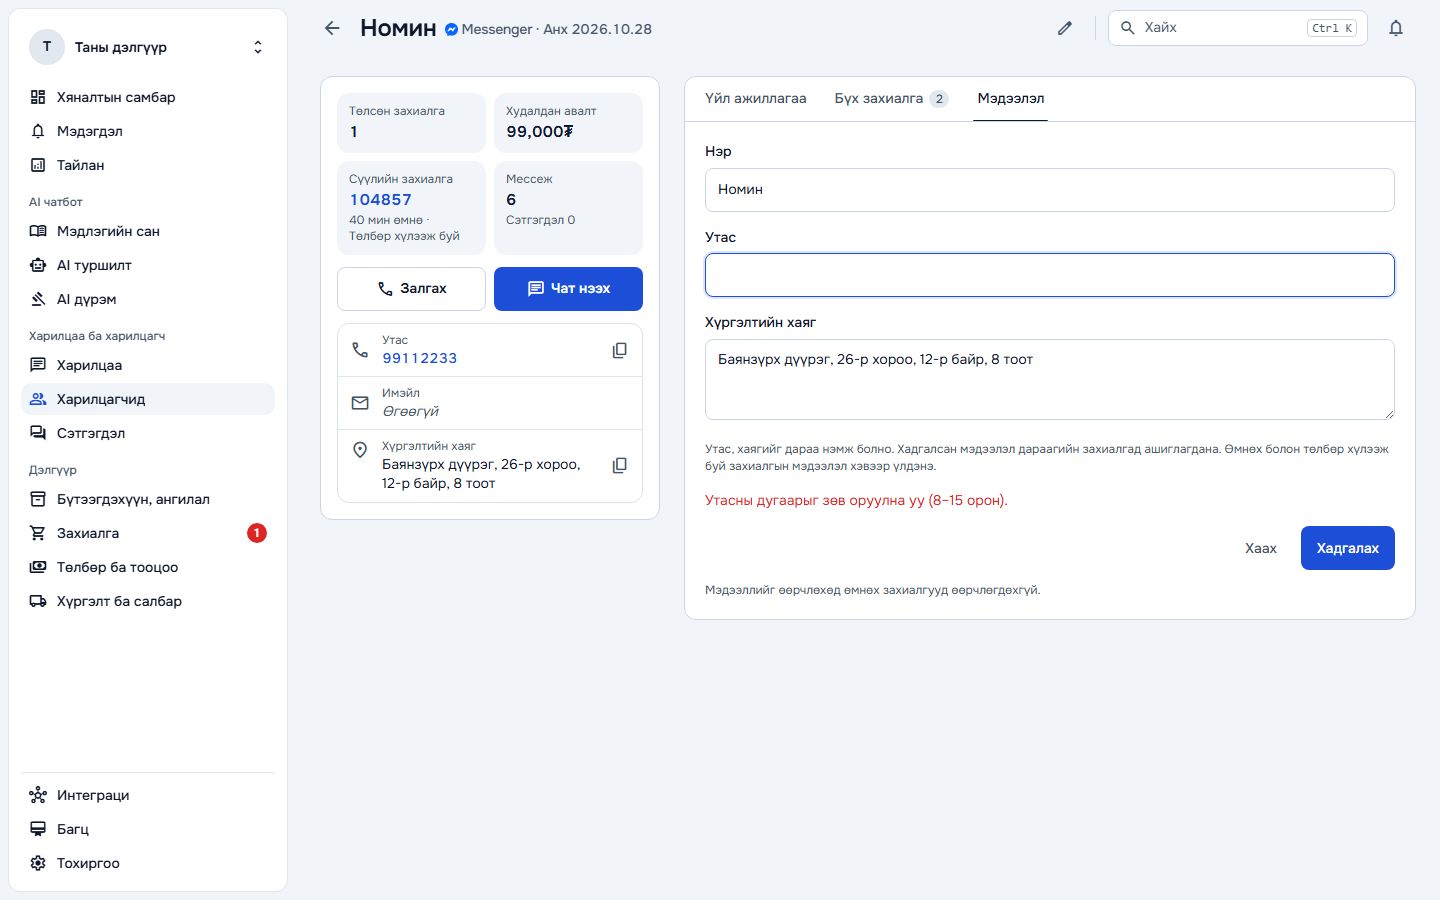 Т
Таны дэлгүүр
Хяналтын самбар
Мэдэгдэл
Тайлан
AI чатбот
Мэдлэгийн сан
AI туршилт
AI дүрэм
Харилцаа ба харилцагч
Харилцаа
Харилцагчид
Сэтгэгдэл
Дэлгүүр
Бүтээгдэхүүн, ангилал
Захиалга
1
Төлбөр ба тооцоо
Хүргэлт ба салбар
Интеграци
Багц
Тохиргоо
Номин
Messenger · Анх 2026.10.28
Хайх
Ctrl K
Төлсөн захиалга
1
Худалдан авалт
99,000₮
Сүүлийн захиалга
104857
40 мин өмнө ·
Төлбөр хүлээж буй
Мессеж
6
Сэтгэгдэл 0
Залгах
Чат нээх
Утас
99112233
Имэйл
Өгөөгүй
Хүргэлтийн хаяг
Баянзүрх дүүрэг, 26-р хороо,
12-р байр, 8 тоот
Үйл ажиллагаа
Бүх захиалга 2
Мэдээлэл
Нэр
Номин
Утас
Хүргэлтийн хаяг
Баянзүрх дүүрэг, 26-р хороо, 12-р байр, 8 тоот
Утас, хаягийг дараа нэмж болно. Хадгалсан мэдээлэл дараагийн захиалгад ашиглагдана. Өмнөх болон төлбөр хүлээж
буй захиалгын мэдээлэл хэвээр үлдэнэ.
Утасны дугаарыг зөв оруулна уу (8–15 орон).
Хаах
Хадгалах
Мэдээллийг өөрчлөхөд өмнөх захиалгууд өөрчлөгдөхгүй.